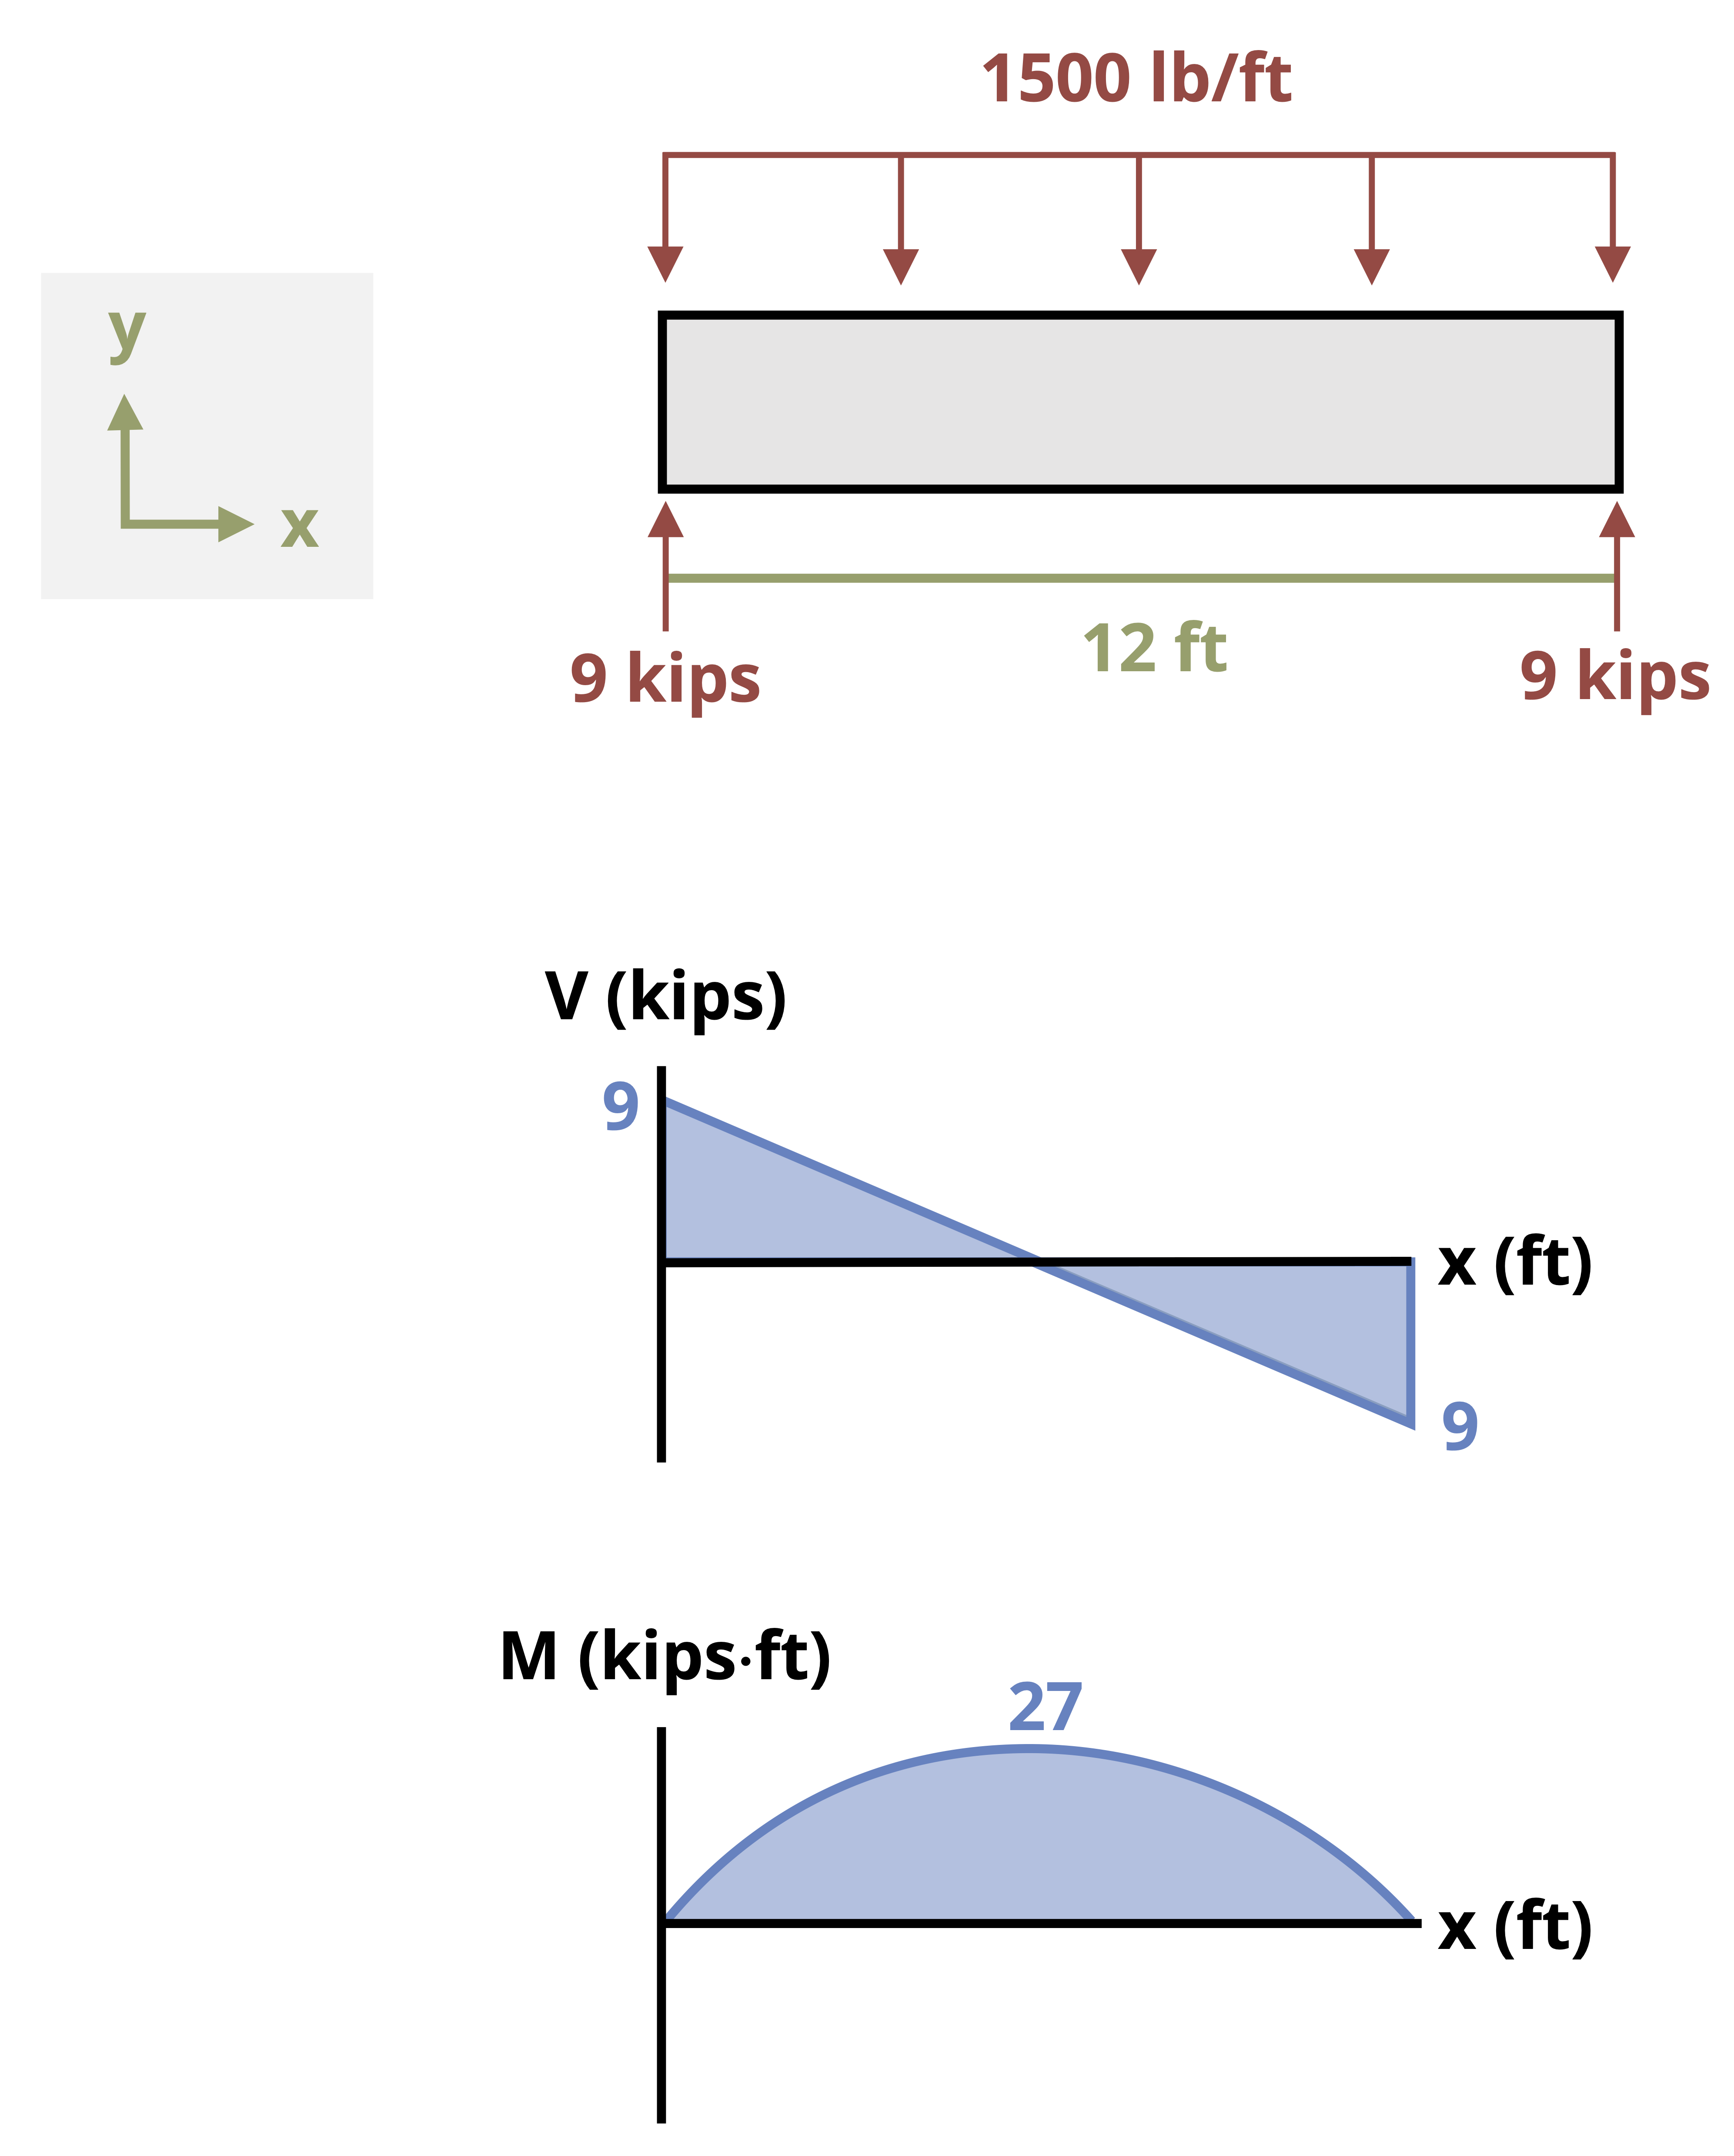 1500 lb/ft
y
x
12 ft
9 kips
9 kips
V (kips)
9
x (ft)
9
M (kips·ft)
27
x (ft)